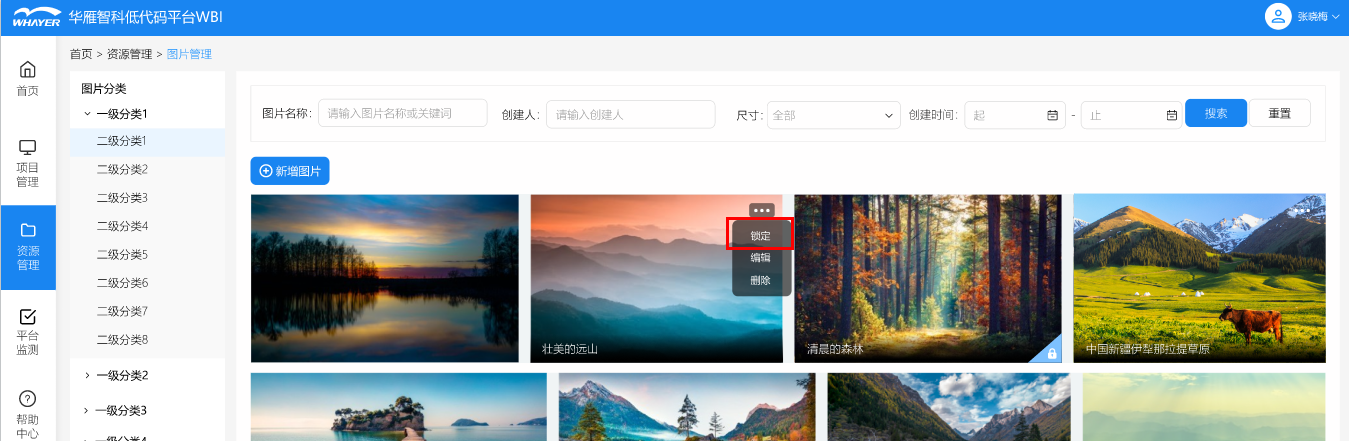 WHAYER 华雁智科低代码平台WBI
张晓梅
首页
项目
管理
资源
管理
平台
监测
帮助
中心
首页 > 资源管理 > 图片管理
图片分类
一级分类1
二级分类1
二级分类2
二级分类3
二级分类4
二级分类5
二级分类6
二级分类7
二级分类8
一级分类2
一级分类3
一级分类4
图片名称: 请输入图片名称或关键词 创建人: 请输入创建人 尺寸: 全部 创建时间: 起 - 止 搜索 重置
新增图片
锁定
编辑
删除
壮美的远山
清晨的森林
中国新疆伊犁那拉提草原